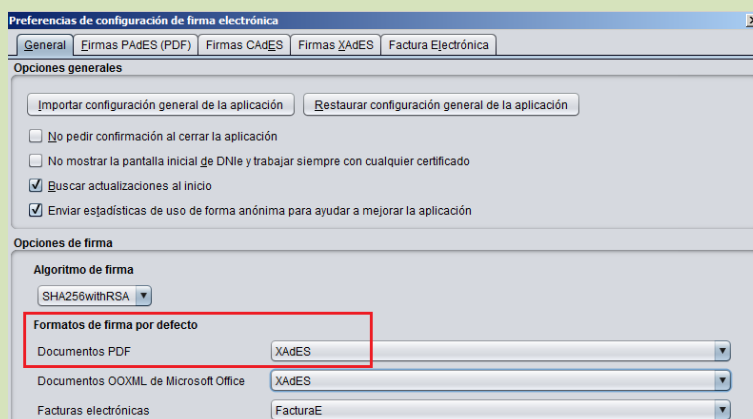 Preferencias de configuración de firma electrónica
General Firmas PAdES (PDF) Firmas CAdES Firmas XAdES Factura Electrónica
Opciones generales
Importar configuración general de la aplicación Restaurar configuración general de la aplicación
No pedir confirmación al cerrar la aplicación
No mostrar la pantalla inicial de DNIe y trabajar siempre con cualquier certificado
Buscar actualizaciones al inicio
Enviar estadísticas de uso de forma anónima para ayudar a mejorar la aplicación
Opciones de firma
Algoritmo de firma
SHA256withRSA
Formatos de firma por defecto
Documentos PDF XAdES
Documentos OOXML de Microsoft Office XAdES
Facturas electrónicas FacturaE